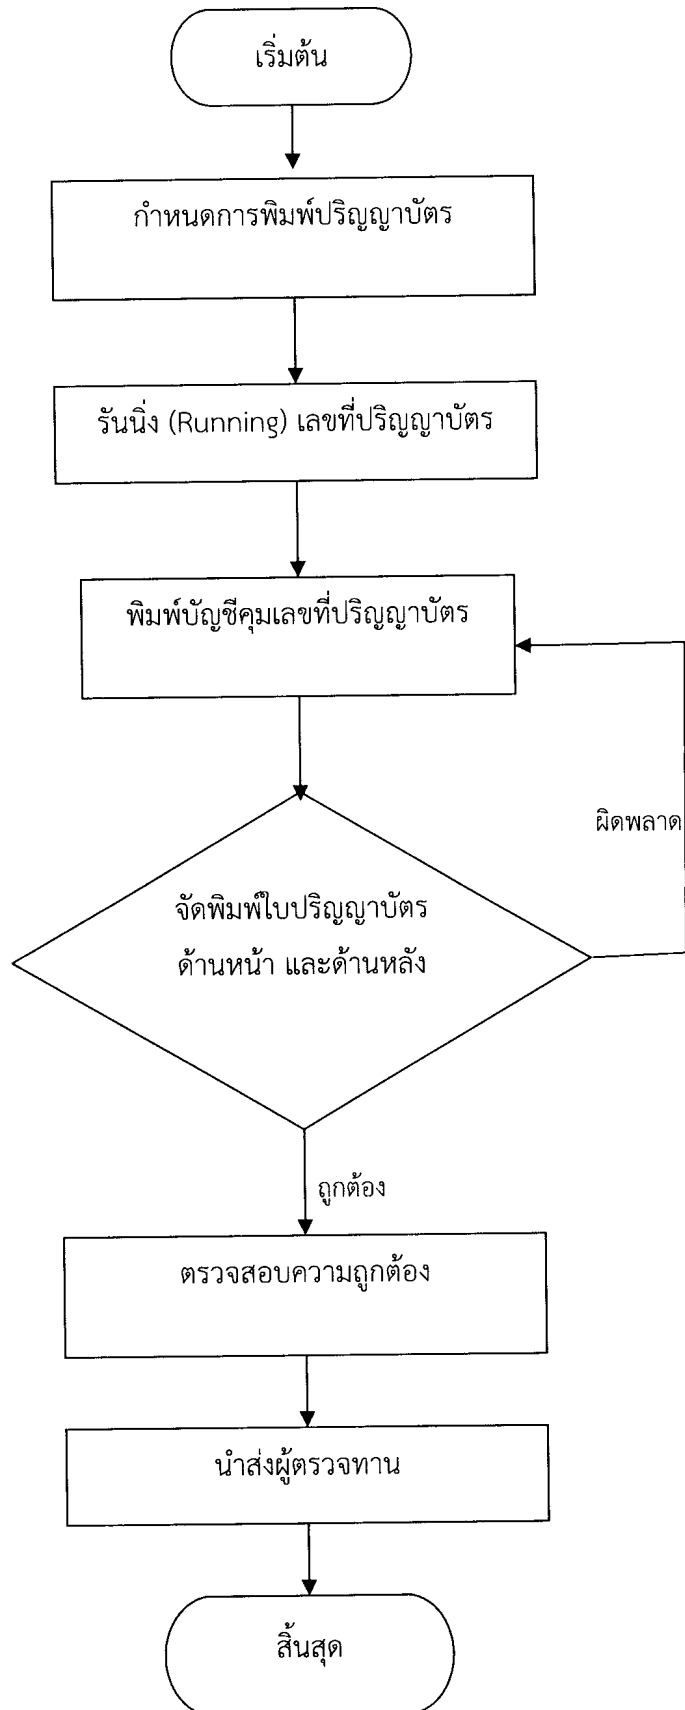 เริ่มต้น
กำหนดการพิมพ์ปริญญาบัตร
รันนิ่ง (Running) เลขที่ปริญญาบัตร
พิมพ์บัญชีคุมเลขที่ปริญญาบัตร
ผิดพลาด
จัดพิมพ์ใบปริญญาบัตร
ด้านหน้า และด้านหลัง
ถูกต้อง
ตรวจสอบความถูกต้อง
นำส่งผู้ตรวจทาน
สิ้นสุด